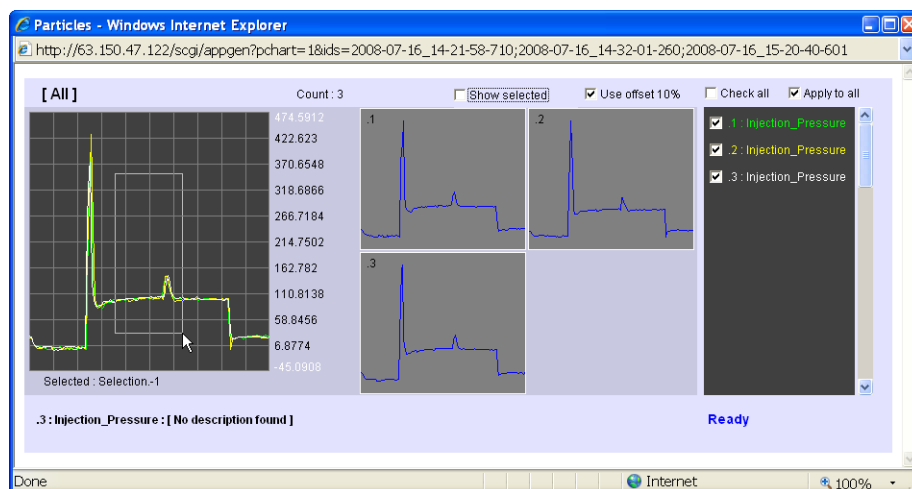 Particles - Windows Internet Explorer
http://63.150.47.122/scgi/appgen?pchart=1&ids=2008-07-16_14-21-58-710;2008-07-16_14-32-01-260;2008-07-16_15-20-40-601
[ All ]
Count : 3
Show selected
Use offset 10%
Check all
Apply to all
474.5912
422.623
370.6548
318.6866
266.7184
214.7502
162.782
110.8138
58.8456
6.8774
-45.0908
.1
.2
.3
.1 : Injection_Pressure
.2 : Injection_Pressure
.3 : Injection_Pressure
Selected : Selection.-1
.3 : Injection_Pressure : [ No description found ]
Ready
Done
Internet
100%